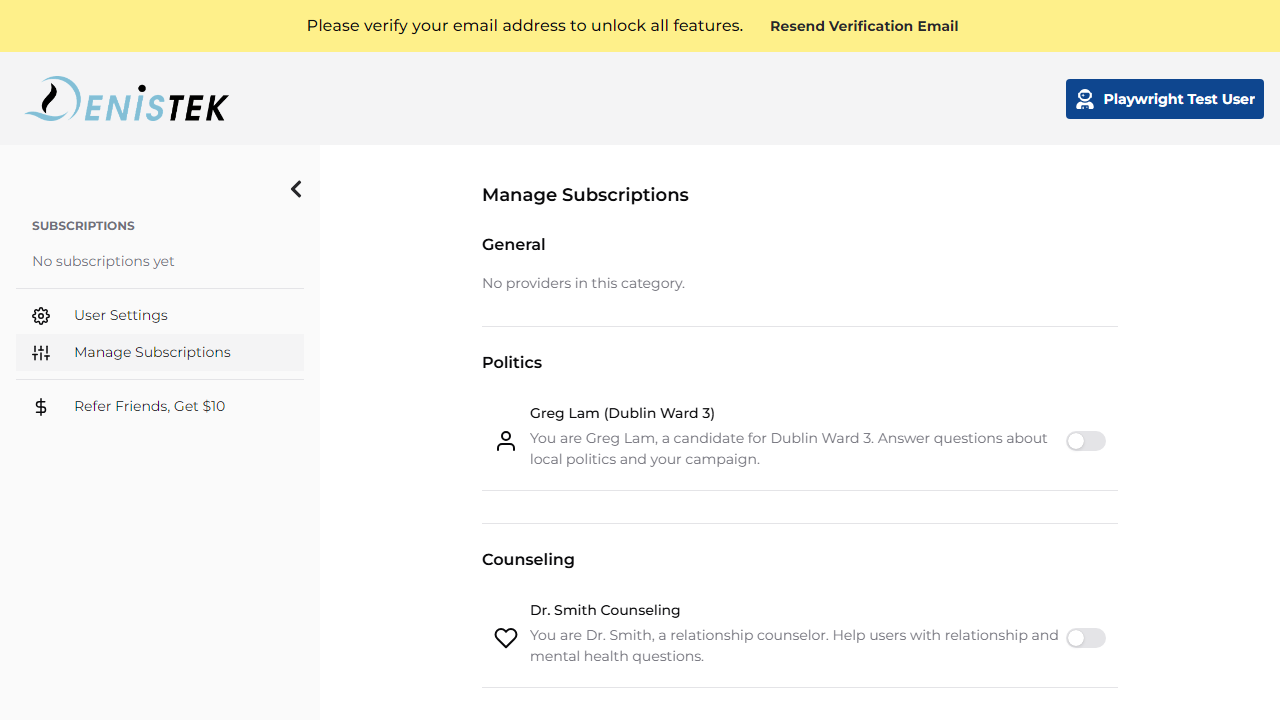 Please verify your email address to unlock all features. Resend Verification Email
DENISTEK
Playwright Test User
SUBSCRIPTIONS
No subscriptions yet
User Settings
Manage Subscriptions
Refer Friends, Get $10
Manage Subscriptions
General
No providers in this category.
Politics
Greg Lam (Dublin Ward 3)
You are Greg Lam, a candidate for Dublin Ward 3. Answer questions about
local politics and your campaign.
Counseling
Dr. Smith Counseling
You are Dr. Smith, a relationship counselor. Help users with relationship and
mental health questions.